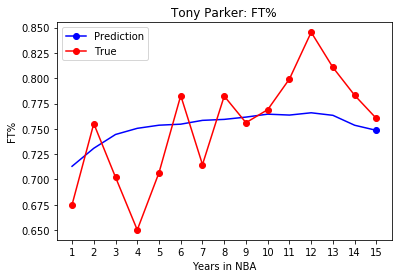 Tony Parker: FT%
Prediction
True
0.850
0.825
0.800
0.775
0.750
0.725
0.700
0.675
0.650
FT%
1 2 3 4 5 6 7 8 9 10 11 12 13 14 15
Years in NBA